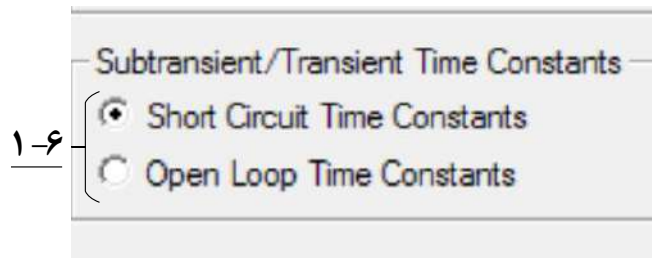 Subtransient/Transient Time Constants
Short Circuit Time Constants
۱-۶
Open Loop Time Constants